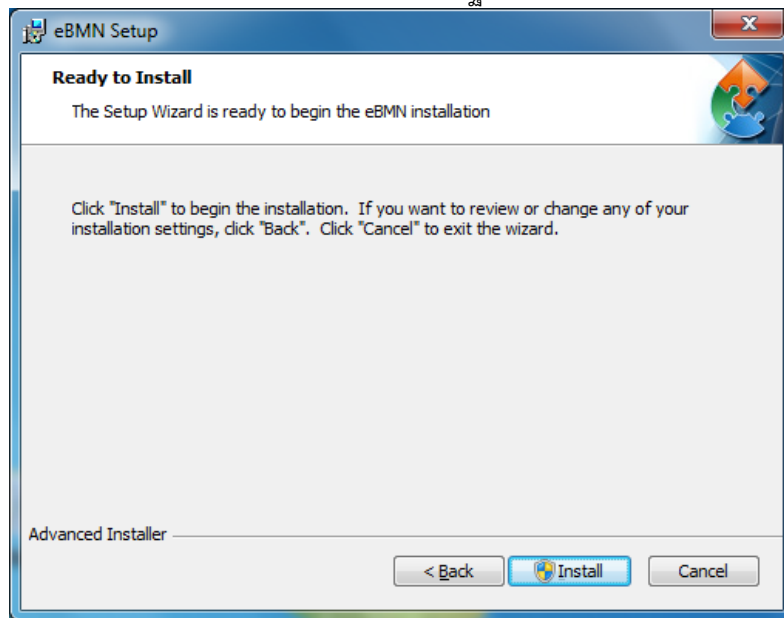 eBMN Setup
Ready to Install
The Setup Wizard is ready to begin the eBMN installation
Click "Install" to begin the installation. If you want to review or change any of your
installation settings, click "Back". Click "Cancel" to exit the wizard.
Advanced Installer
< Back
Install
Cancel